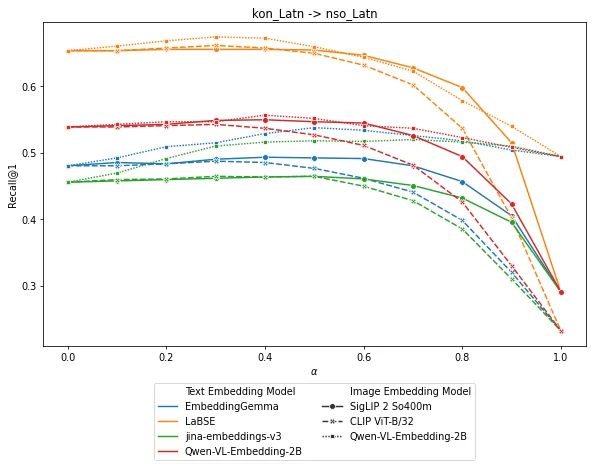 kon_Latn -> nso_Latn
Recall@1
0.6
0.5
0.4
0.3
0.0 0.2 0.4 0.6 0.8 1.0
α
Text Embedding Model
EmbeddingGemma
LaBSE
jina-embeddings-v3
Qwen-VL-Embedding-2B
Image Embedding Model
SigLIP 2 So400m
CLIP ViT-B/32
Qwen-VL-Embedding-2B